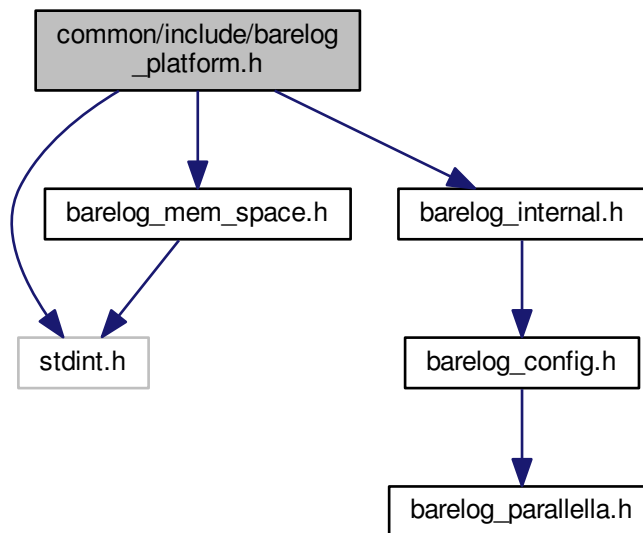 common/include/barelog
_platform.h
barelog_mem_space.h
barelog_internal.h
stdint.h
barelog_config.h
barelog_parallella.h